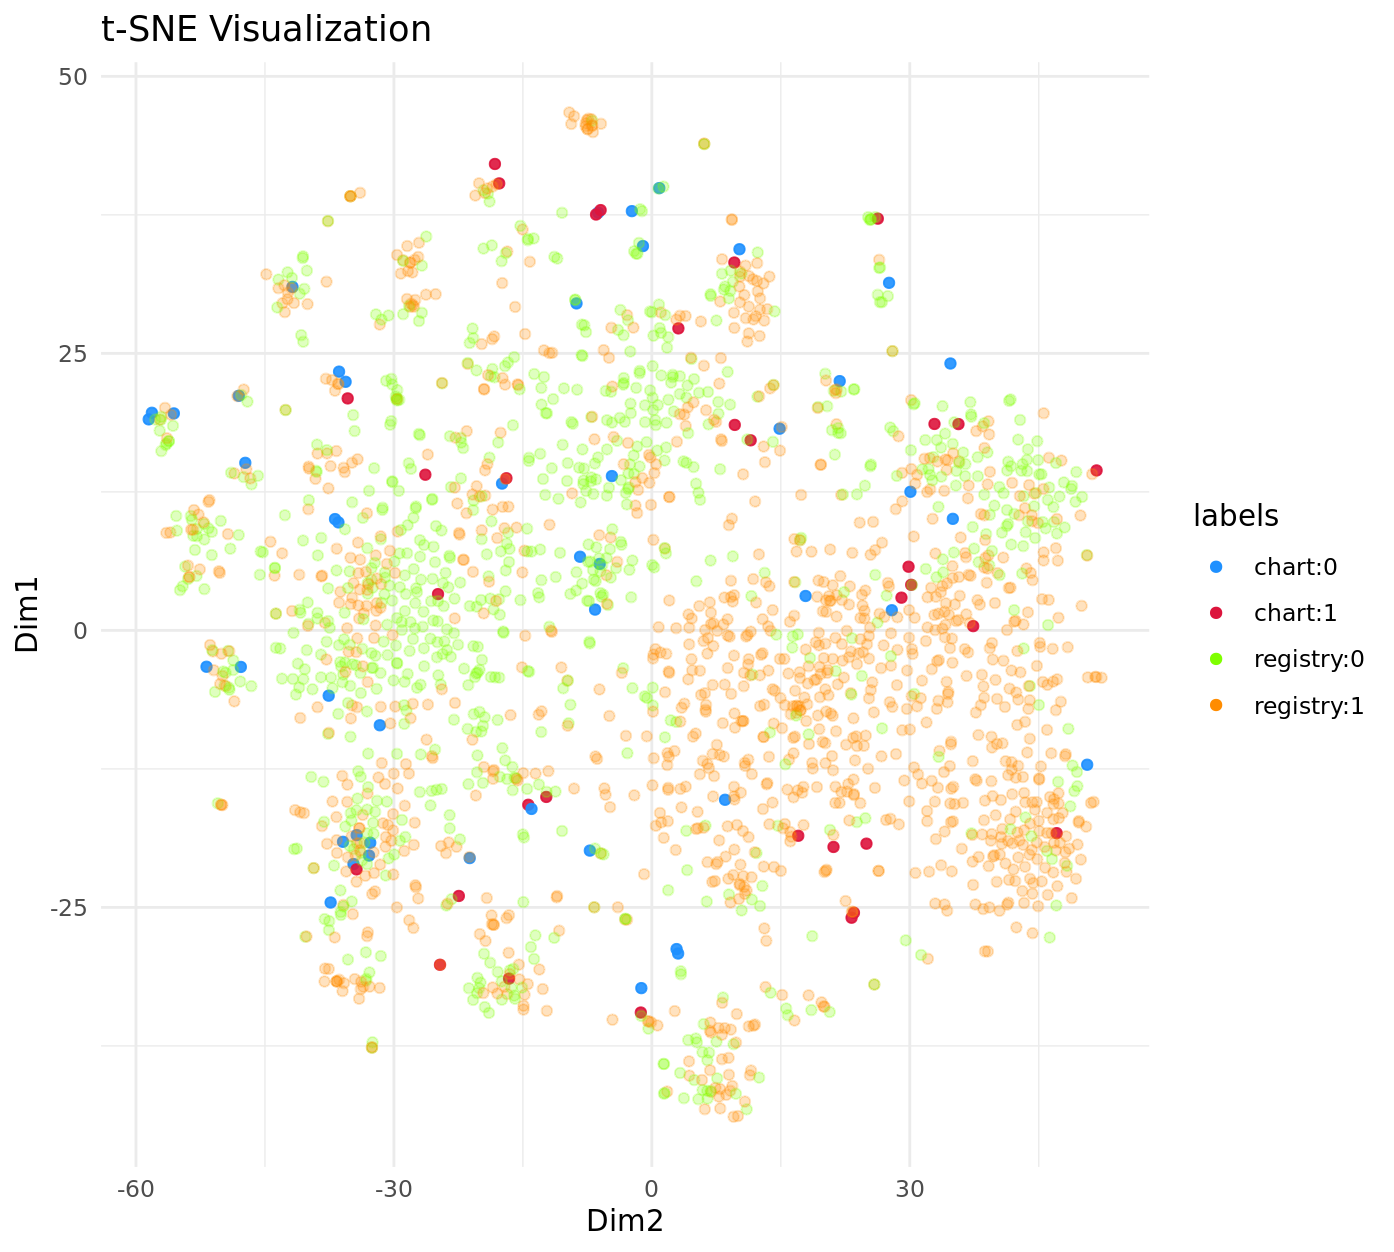 t-SNE Visualization
50
25
0
-25
Dim1
-60
-30
0
30
Dim2
labels
chart:0
chart:1
registry:0
registry:1